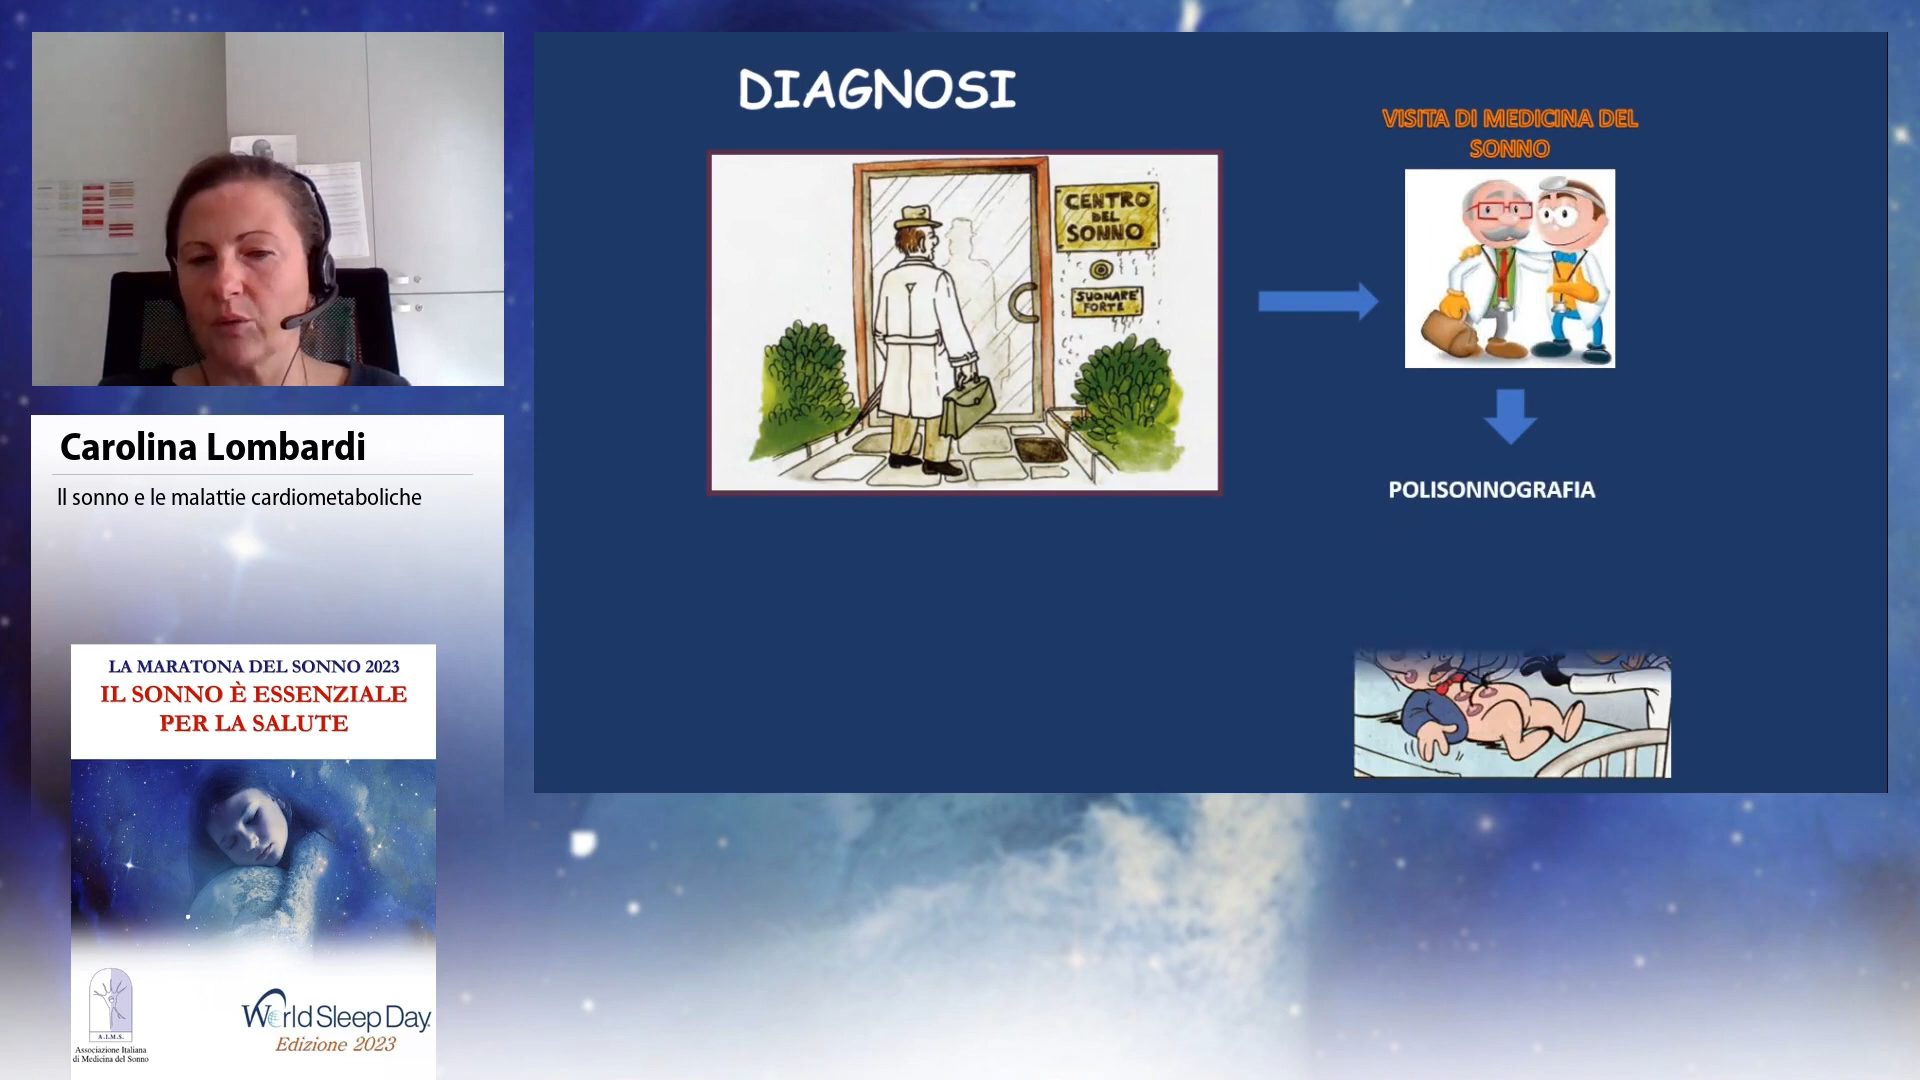 DIAGNOSI
VISITA DI MEDICINA DEL
SONNO
CENTRO
DEL
SONNO
SUONARE
FORTE
POLISONNOGRAFIA
Carolina Lombardi
Il sonno e le malattie cardiometaboliche
LA MARATONA DEL SONNO 2023
IL SONNO È ESSENZIALE
PER LA SALUTE
A.I.M.S.
Associazione Italiana
di Medicina del Sonno
World Sleep Day
Edizione 2023